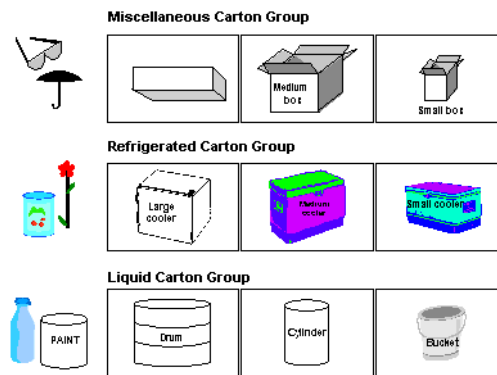 Miscellaneous Carton Group
Medium
box
Small box
Refrigerated Carton Group
Large
cooler
Medium
cooler
Small cooler
Liquid Carton Group
PAINT
Drum
Cylinder
Bucket